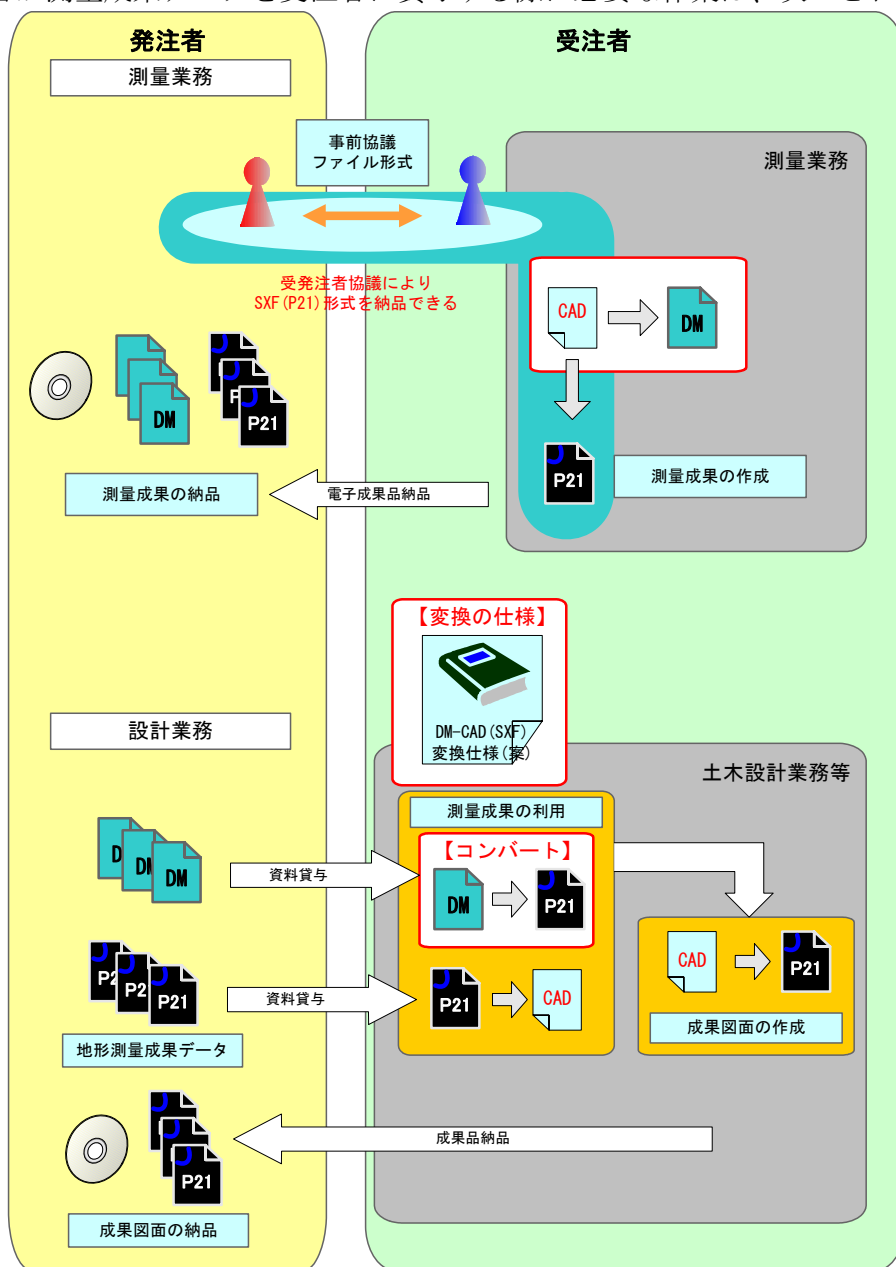 発注者
受注者
測量業務
事前協議
ファイル形式
測量業務
受発注者協議により
SXF(P21)形式を納品できる
CAD
DM
DM
P21
P21
測量成果の作成
測量成果の納品
電子成果品納品
【変換の仕様】
DM-CAD(SXF)
変換仕様(案)
設計業務
土木設計業務等
測量成果の利用
【コンバート】
DM
DM
DM
資料貸与
DM
P21
P21
P21
P21
資料貸与
P21
CAD
CAD
P21
地形測量成果データ
成果図面の作成
成果品納品
P21
成果図面の納品